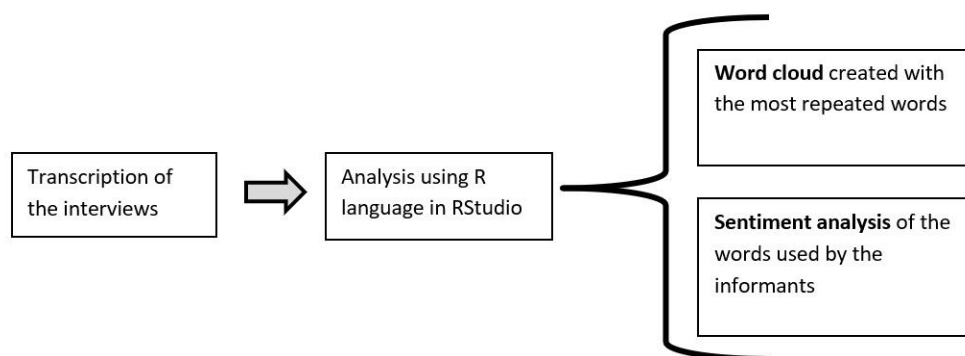 Transcription of
the interviews
Analysis using R
language in RStudio
Word cloud created with
the most repeated words
Sentiment analysis of the
words used by the
informants